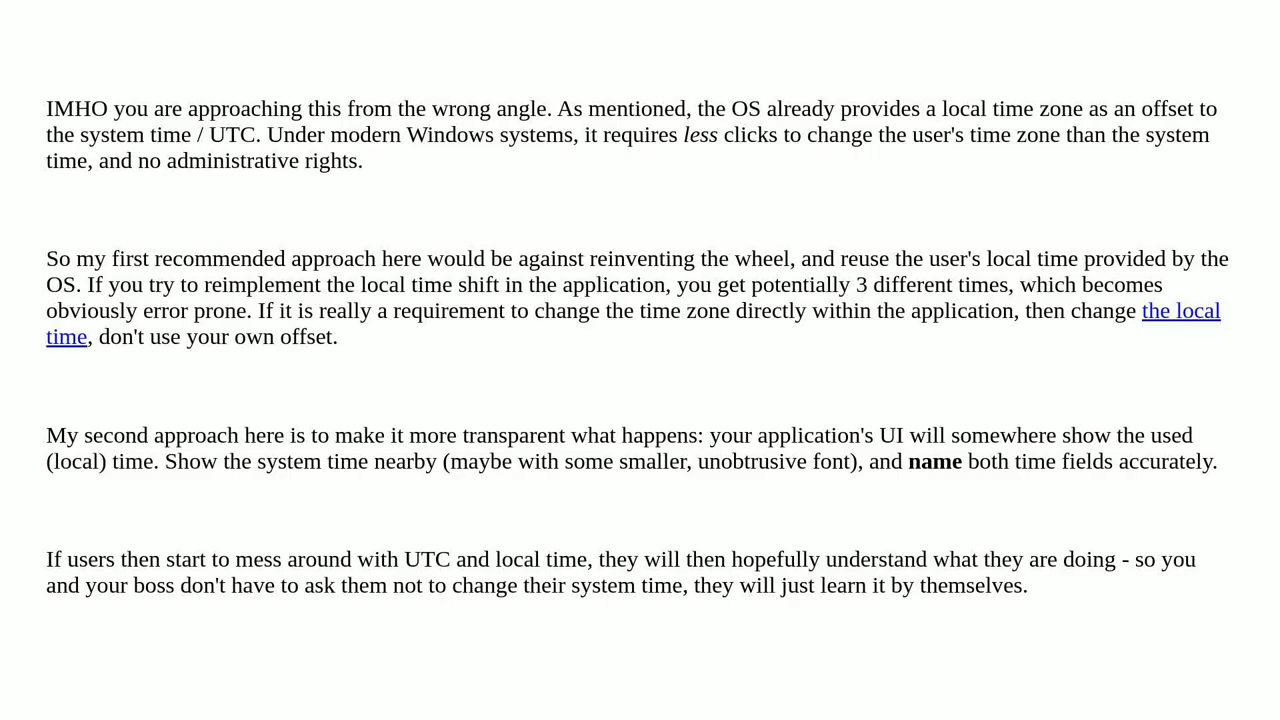 IMHO you are approaching this from the wrong angle. As mentioned, the OS already provides a local time zone as an offset to
the system time / UTC. Under modern Windows systems, it requires less clicks to change the user's time zone than the system
time, and no administrative rights.
So my first recommended approach here would be against reinventing the wheel, and reuse the user's local time provided by the
OS. If you try to reimplement the local time shift in the application, you get potentially 3 different times, which becomes
obviously error prone. If it is really a requirement to change the time zone directly within the application, then change the local
time, don't use your own offset.
My second approach here is to make it more transparent what happens: your application's UI will somewhere show the used
(local) time. Show the system time nearby (maybe with some smaller, unobtrusive font), and name both time fields accurately.
If users then start to mess around with UTC and local time, they will then hopefully understand what they are doing - so you
and your boss don't have to ask them not to change their system time, they will just learn it by themselves.